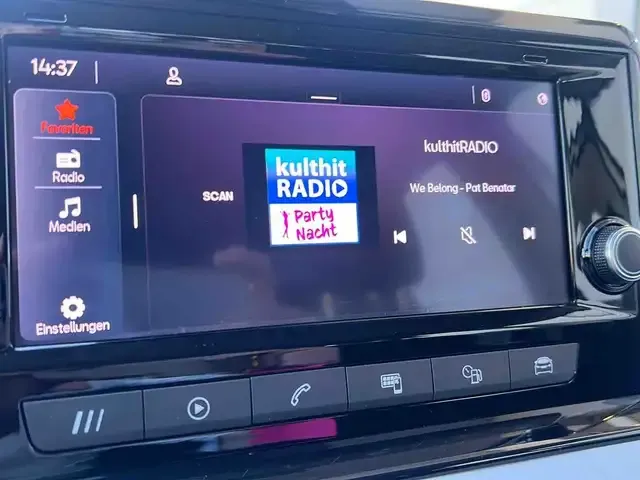 14:37
Favoriten
Radio
Medien
Einstellungen
SCAN
kulthit
RADIO
Party
Nacht
kulthitRADIO
We Belong - Pat Benatar